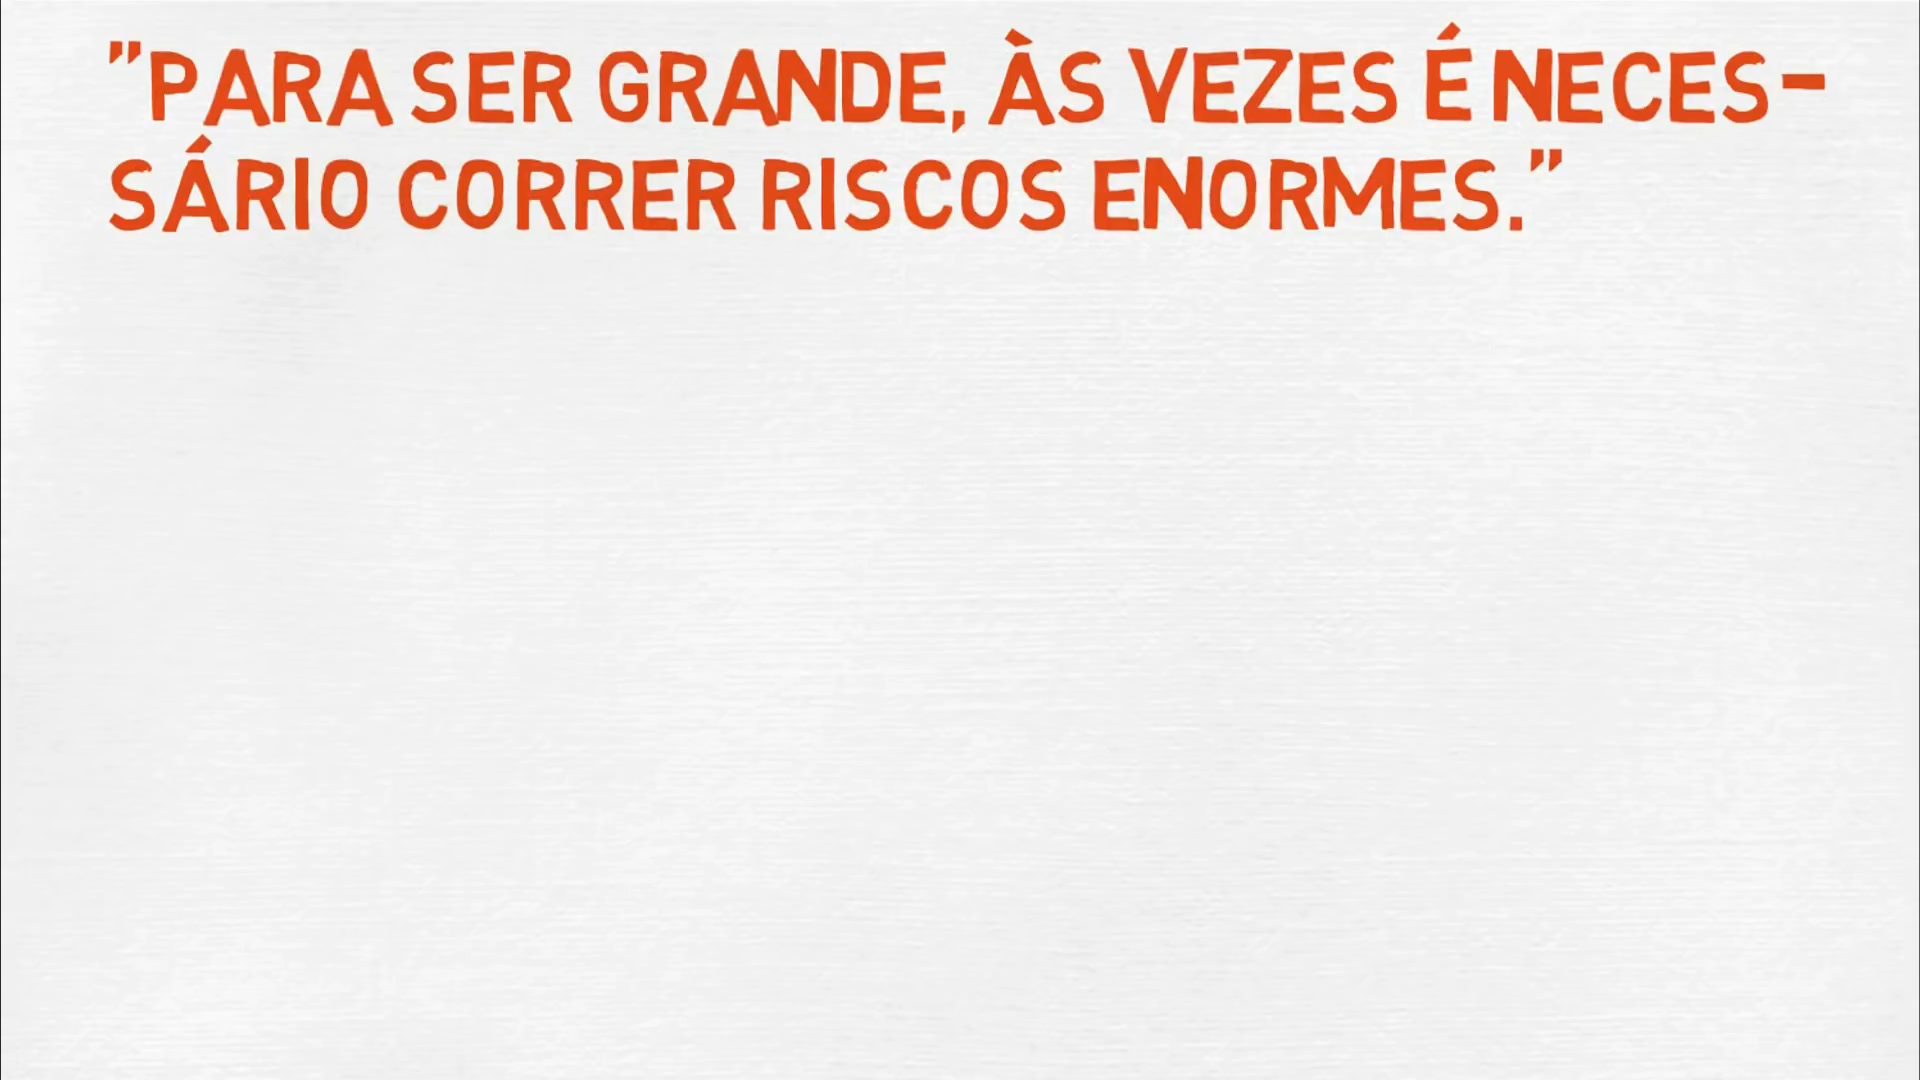 "PARA SER GRANDE, ÀS VEZES É NECES-
SÁRIO CORRER RISCOS ENORMES."